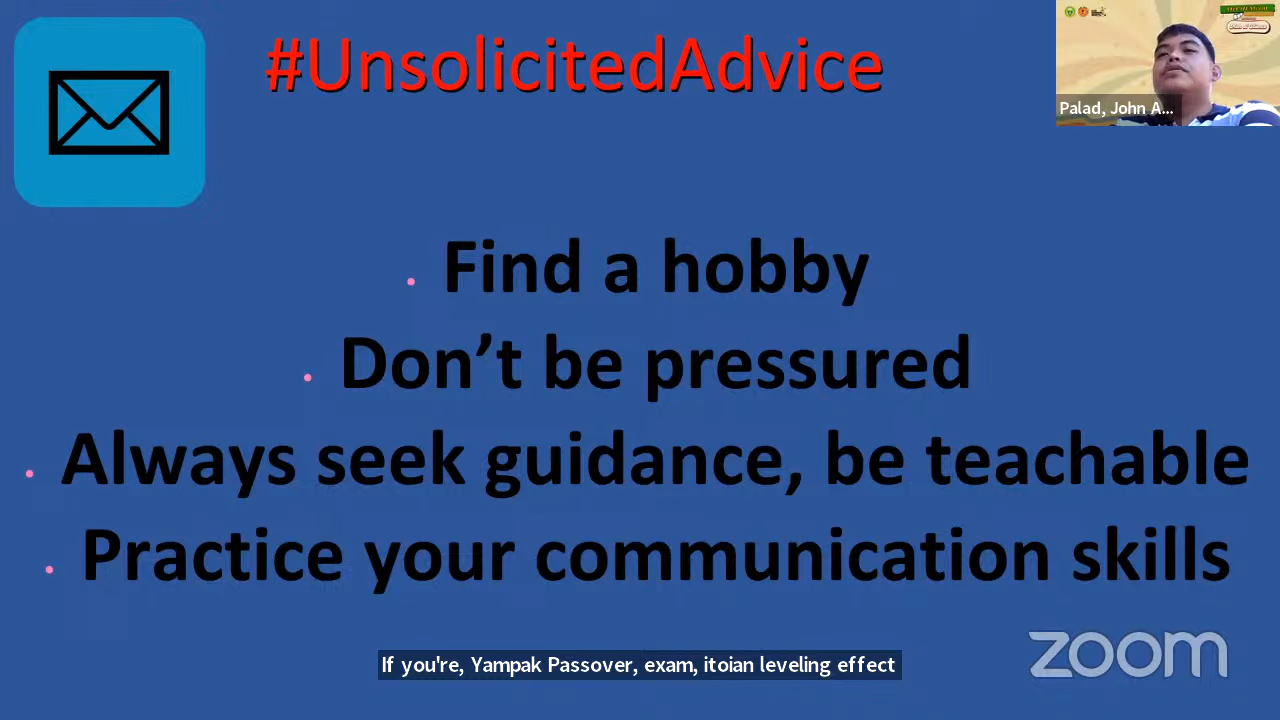 #UnsolicitedAdvice
Palad, John A...
Find a hobby
Don’t be pressured
Always seek guidance, be teachable
Practice your communication skills
If you're, Yampak Passover, exam, itoian leveling effect
zoom